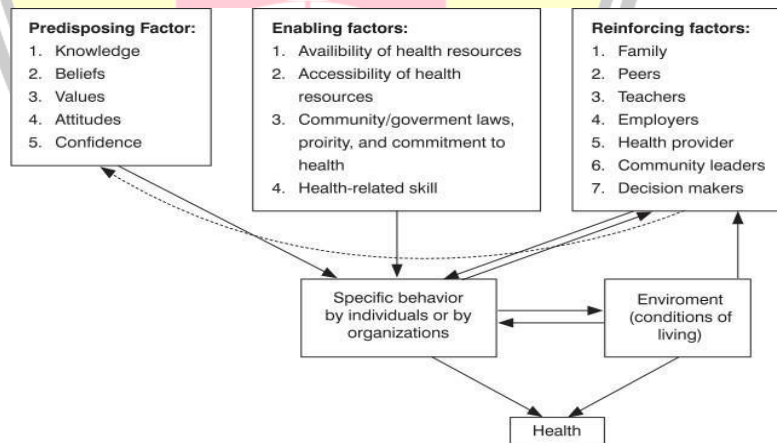 Predisposing Factor:
1. Knowledge
2. Beliefs
3. Values
4. Attitudes
5. Confidence
Enabling factors:
1. Availibility of health resources
2. Accessibility of health
resources
3. Community/goverment laws,
proirity, and commitment to
health
4. Health-related skill
Reinforcing factors:
1. Family
2. Peers
3. Teachers
4. Employers
5. Health provider
6. Community leaders
7. Decision makers
Specific behavior
by individuals or by
organizations
Enviroment
(conditions of
living)
Health